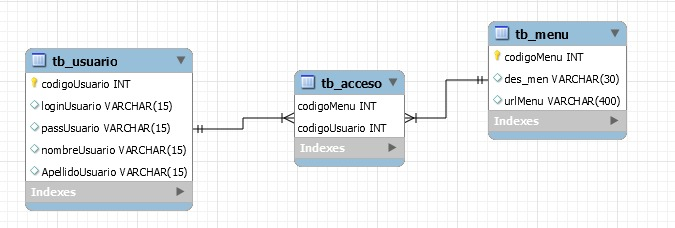 tb_usuario
codigoUsuario INT
loginUsuario VARCHAR(15)
passUsuario VARCHAR(15)
nombreUsuario VARCHAR(15)
ApellidoUsuario VARCHAR(15)
Indexes
tb_acceso
codigoMenu INT
codigoUsuario INT
Indexes
tb_menu
codigoMenu INT
des_men VARCHAR(30)
urlMenu VARCHAR(400)
Indexes